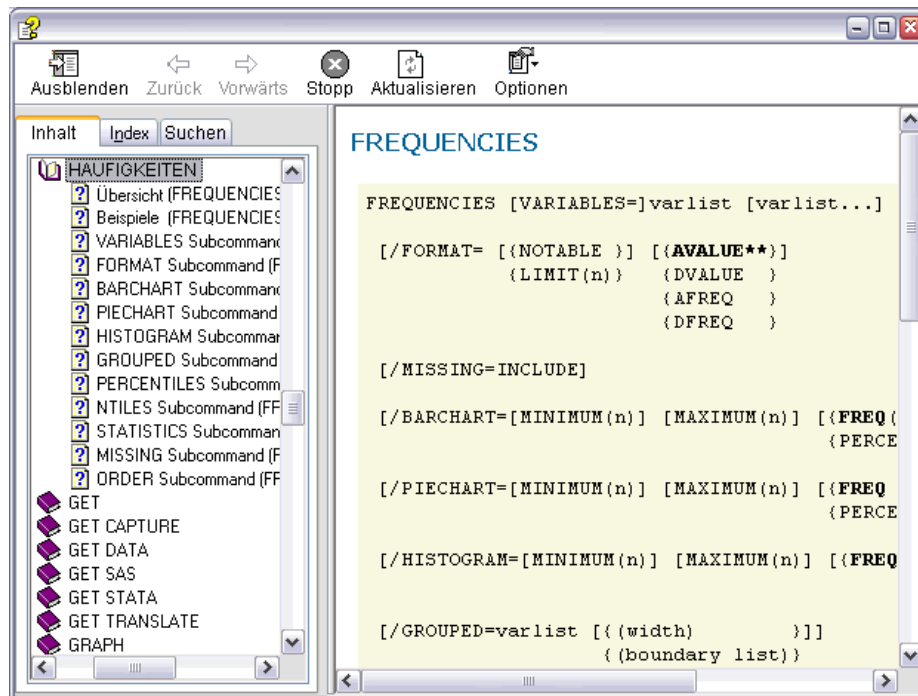 Ausblenden Zurück Vorwärts Stopp Aktualisieren Optionen
Inhalt Index Suchen
HÄUFIGKEITEN
Übersicht (FREQUENCIES
Beispiele (FREQUENCIES
VARIABLES Subcommand
FORMAT Subcommand (F
BARCHART Subcommand
PIECHART Subcommand
HISTOGRAM Subcomman
GROUPED Subcommand
PERCENTILES Subcomm
NTILES Subcommand (FF
STATISTICS Subcomman
MISSING Subcommand (F
ORDER Subcommand (FF
GET
GET CAPTURE
GET DATA
GET SAS
GET STATA
GET TRANSLATE
GRAPH
FREQUENCIES
FREQUENCIES [VARIABLES=]varlist [varlist...]
[/FORMAT= [{NOTABLE }] [{AVALUE**}]
{LIMIT(n)} {DVALUE }
{AFREQ }
{DFREQ }
[/MISSING=INCLUDE]
[/BARCHART=[MINIMUM(n)] [MAXIMUM(n)] [{FREQ(
{PERCE
[/PIECHART=[MINIMUM(n)] [MAXIMUM(n)] [{FREQ
{PERCE
[/HISTOGRAM=[MINIMUM(n)] [MAXIMUM(n)] [{FREQ
[/GROUPED=varlist [{(width) }]]
{(boundary list)}